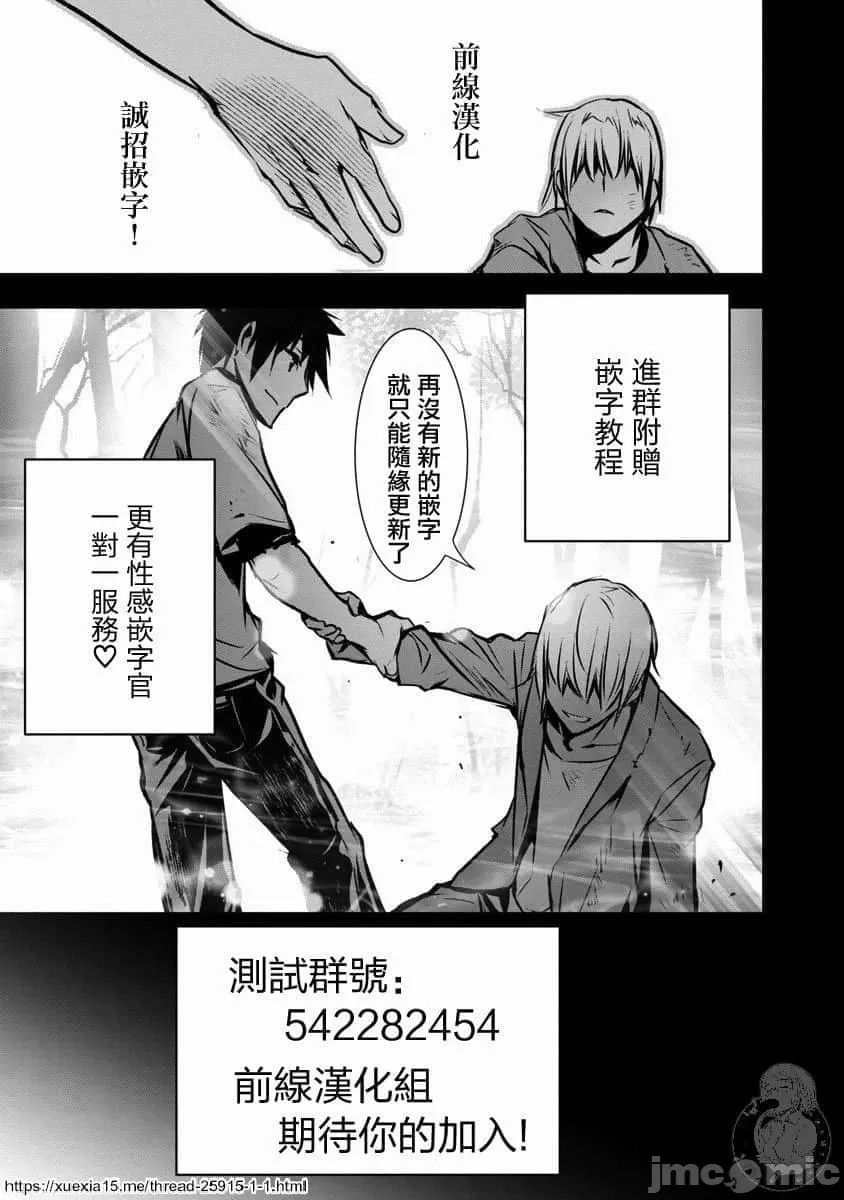 前線漢化
誠招嵌字！
進群附贈
嵌字教程
再沒有新的嵌字
就只能隨緣更新了
更有性感嵌字官
一對一服務♡
測試群號：
542282454
前線漢化組
期待你的加入！
https://xuexia15.me/thread-25915-1-1.html
jmcomic